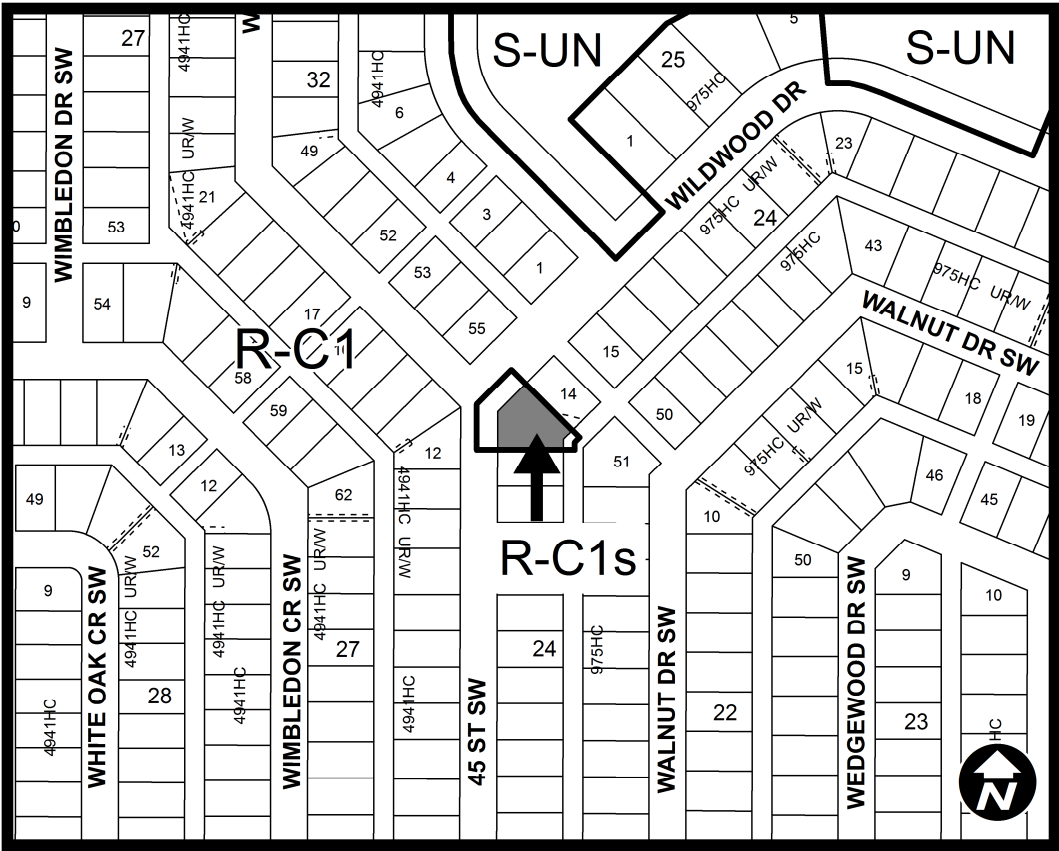 27
4941HC
W
S-UN
5
S-UN
WIMBLEDON DR SW
32
4941HC
25
975HC
6
1
WILDWOOD DR
UR/W
49
23
4
975HC UR/W
4941HC
21
3
24
0
53
52
43
975HC
975HC UR/W
53
1
9
54
17
55
WALNUT DR SW
R-C1
16
15
58
15
14
18
59
50
19
975HC UR/W
13
12
51
62
46
49
12
45
4941HC UR/W
10
52
R-C1s
50
9
9
10
WHITE OAK CR SW
4941HC UR/W
4941HC UR/W
WIMBLEDON CR SW
4941HC UR/W
27
24
975HC
WALNUT DR SW
WEDGEWOOD DR SW
28
4941HC
4941HC
4941HC
45 ST SW
22
23
HC
N